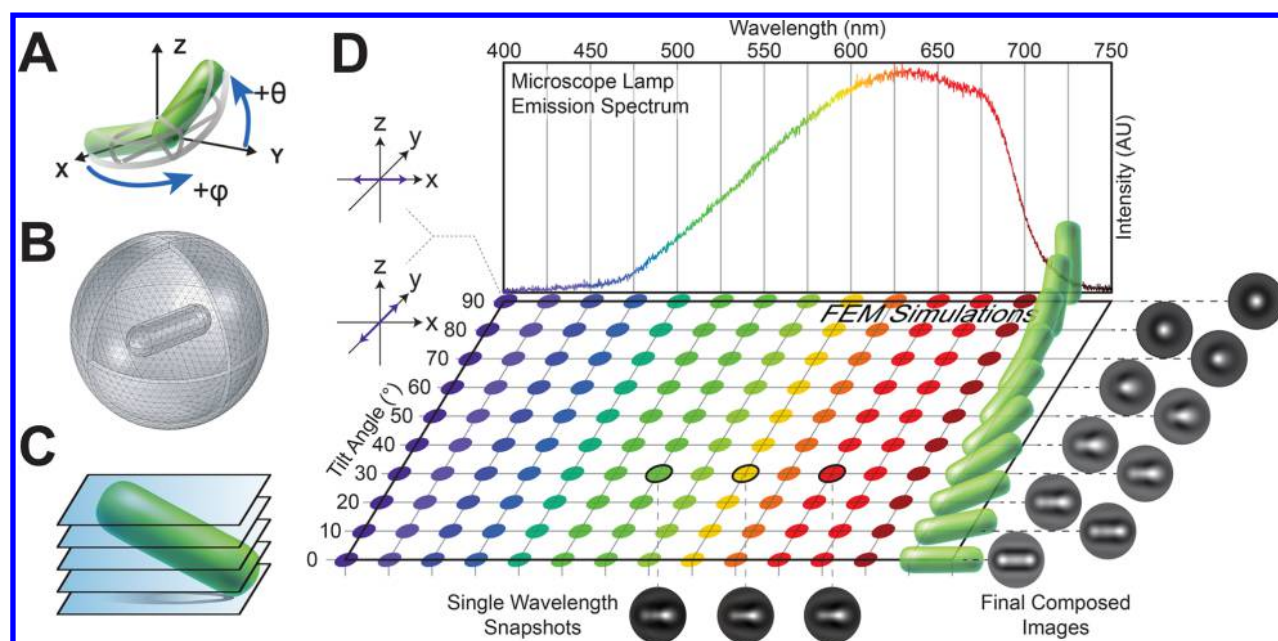 A
Z
X
Y
+θ
+φ
B
C
D
Wavelength (nm)
400 450 500 550 600 650 700 750
Microscope Lamp
Emission Spectrum
Intensity (AU)
z
y
x
z
y
x
FEM Simulations
Tilt Angle (°)
90
80
70
60
50
40
30
20
10
0
Single Wavelength
Snapshots
Final Composed
Images